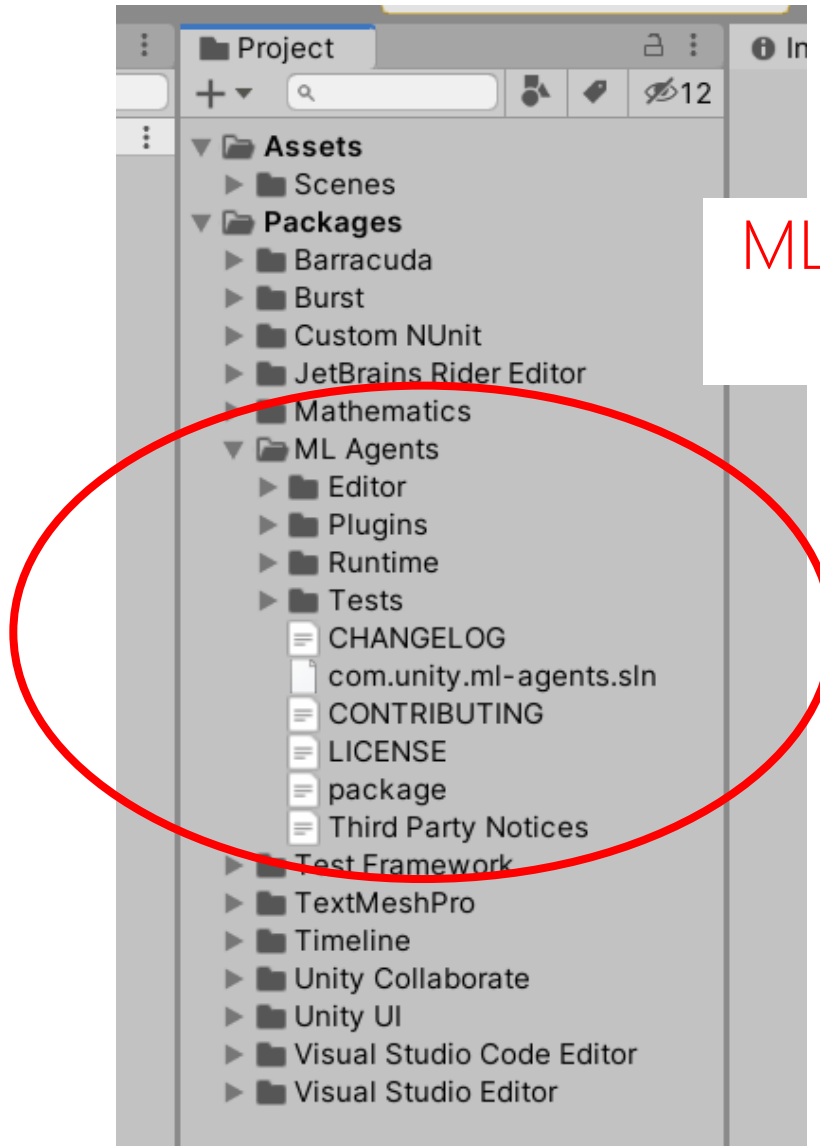 Project
In
12
Assets
Scenes
Packages
ML
Barracuda
Burst
Custom NUnit
JetBrains Rider Editor
Mathematics
ML Agents
Editor
Plugins
Runtime
Tests
CHANGELOG
com.unity.ml-agents.sln
CONTRIBUTING
LICENSE
package
Third Party Notices
Test Framework
TextMeshPro
Timeline
Unity Collaborate
Unity UI
Visual Studio Code Editor
Visual Studio Editor